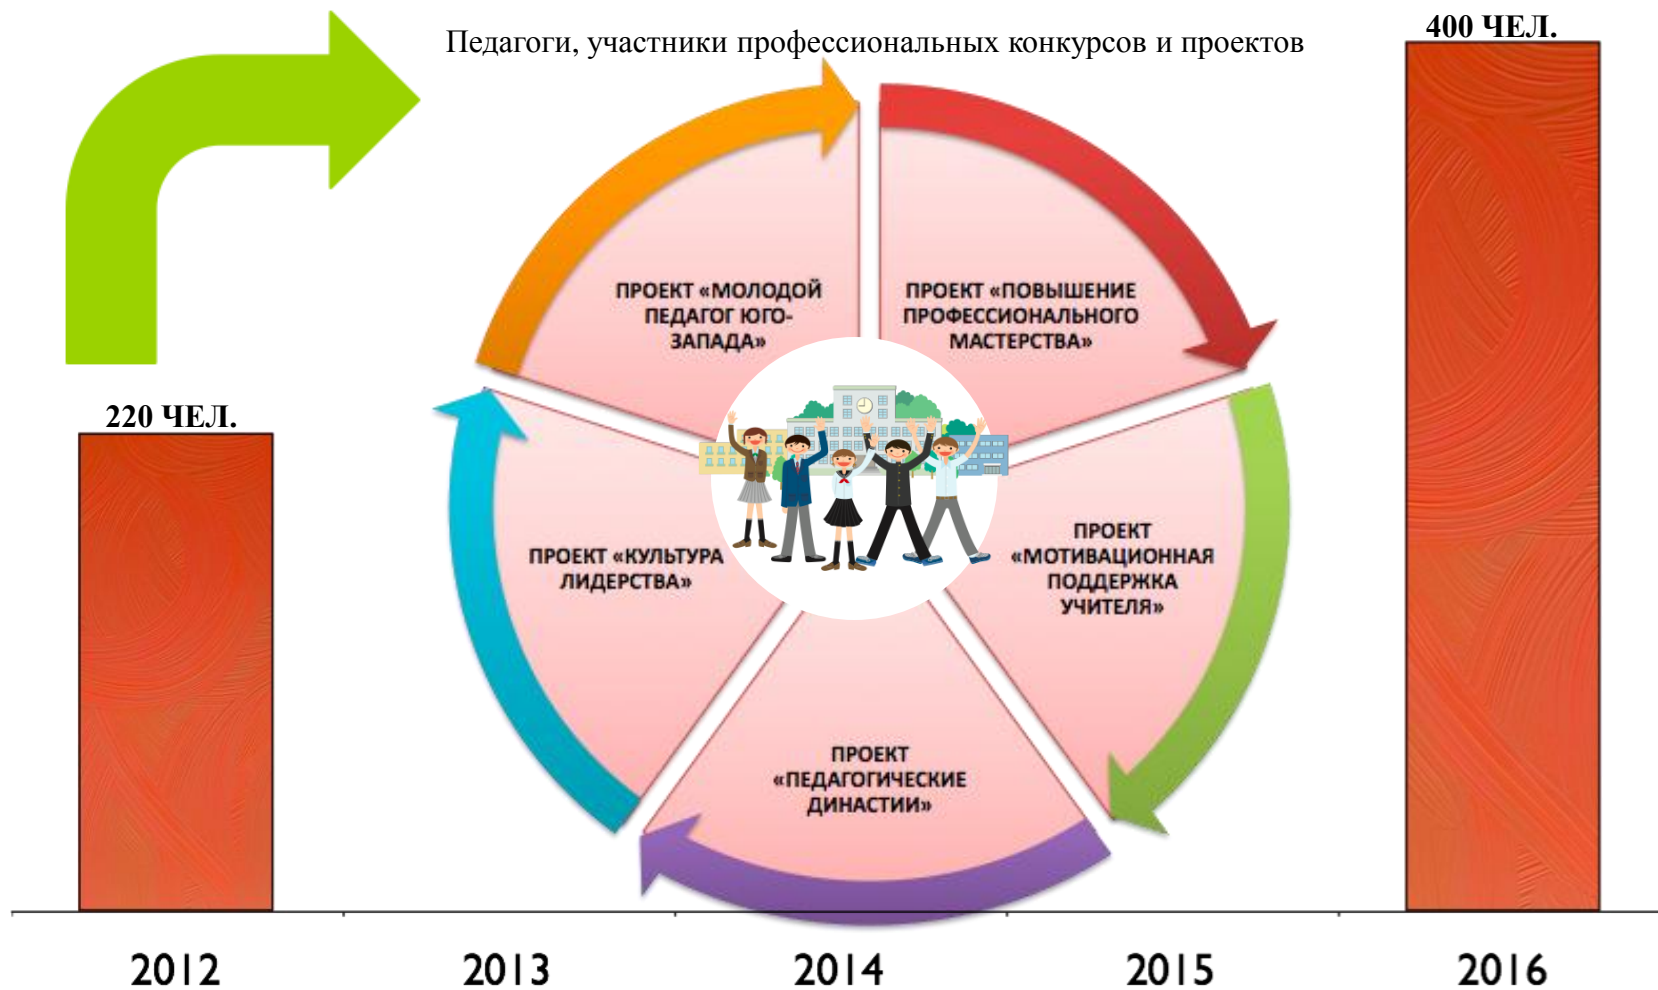 Педагоги, участники профессиональных конкурсов и проектов
400 ЧЕЛ.
220 ЧЕЛ.
ПРОЕКТ «МОЛОДОЙ
ПЕДАГОГ ЮГО-
ЗАПАДА»
ПРОЕКТ «ПОВЫШЕНИЕ
ПРОФЕССИОНАЛЬНОГО
МАСТЕРСТВА»
ПРОЕКТ «КУЛЬТУРА
ЛИДЕРСТВА»
ПРОЕКТ
«МОТИВАЦИОННАЯ
ПОДДЕРЖКА
УЧИТЕЛЯ»
ПРОЕКТ
«ПЕДАГОГИЧЕСКИЕ
ДИНАСТИИ»
2012 2013 2014 2015 2016